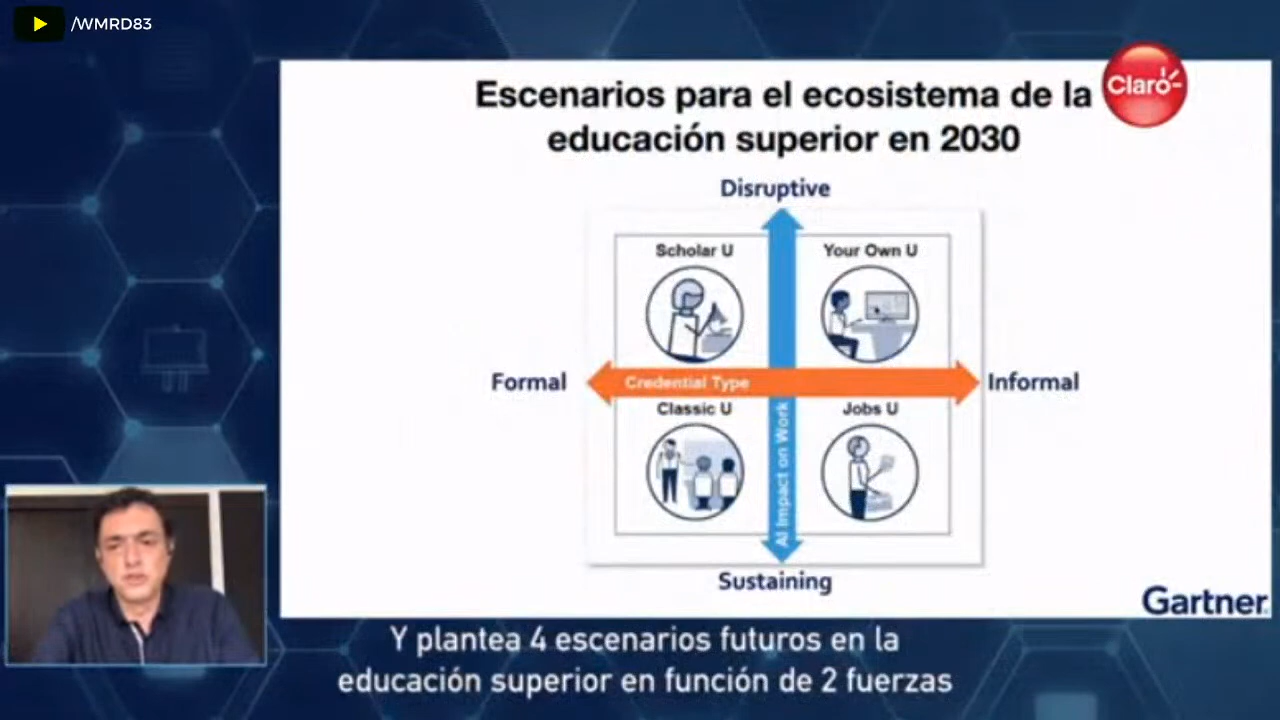 /WMRD83
Claro-
Escenarios para el ecosistema de la
educación superior en 2030
Disruptive
Scholar U
Your Own U
Formal
Credential Type
Informal
Classic U
Jobs U
AI Impact on Work
Sustaining
Gartner
Y plantea 4 escenarios futuros en la
educación superior en función de 2 fuerzas